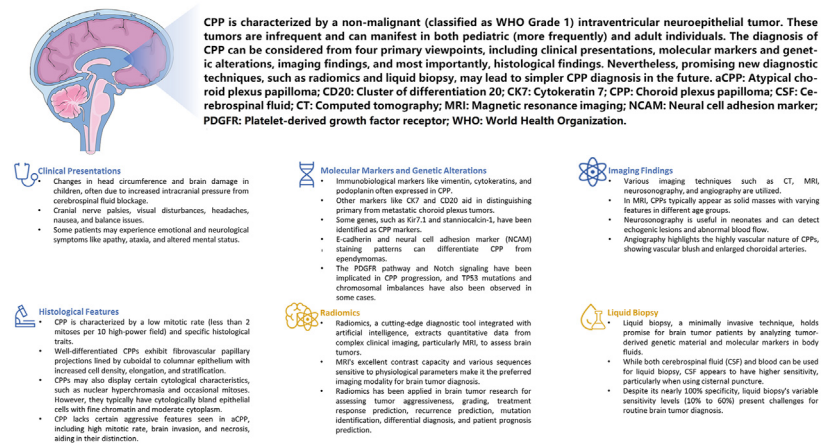 CPP is characterized by a non-malignant (classified as WHO Grade 1) intraventricular neuroepithelial tumor. These
tumors are infrequent and can manifest in both pediatric (more frequently) and adult individuals. The diagnosis of
CPP can be considered from four primary viewpoints, including clinical presentations, molecular markers and genet-
ic alterations, imaging findings, and most importantly, histological findings. Nevertheless, promising new diagnostic
techniques, such as radiomics and liquid biopsy, may lead to simpler CPP diagnosis in the future. aCPP: Atypical cho-
roid plexus papilloma; CD20: Cluster of differentiation 20; CK7: Cytokeratin 7; CPP: Choroid plexus papilloma; CSF: Ce-
rebrospinal fluid; CT: Computed tomography; MRI: Magnetic resonance imaging; NCAM: Neural cell adhesion marker;
PDGFR: Platelet-derived growth factor receptor; WHO: World Health Organization.
Clinical Presentations
• Changes in head circumference and brain damage in
children, often due to increased intracranial pressure from
cerebrospinal fluid blockage.
• Cranial nerve palsies, visual disturbances, headaches,
nausea, and balance issues.
• Some patients may experience emotional and neurological
symptoms like apathy, ataxia, and altered mental status.
Molecular Markers and Genetic Alterations
• Immunobiological markers like vimentin, cytokeratins, and
podoplanin often expressed in CPP.
• Other markers like CK7 and CD20 aid in distinguishing
primary from metastatic choroid plexus tumors.
• Some genes, such as Kir7.1 and stanniocalcin-1, have been
identified as CPP markers.
• E-cadherin and neural cell adhesion marker (NCAM)
staining patterns can differentiate CPP from
ependymomas.
• The PDGFR pathway and Notch signaling have been
implicated in CPP progression, and TP53 mutations and
chromosomal imbalances have also been observed in
some cases.
Imaging Findings
• Various imaging techniques such as CT, MRI,
neurosonography, and angiography are utilized.
• In MRI, CPPs typically appear as solid masses with varying
features in different age groups.
• Neurosonography is useful in neonates and can detect
echogenic lesions and abnormal blood flow.
• Angiography highlights the highly vascular nature of CPPs,
showing vascular blush and enlarged choroidal arteries.
Histological Features
• CPP is characterized by a low mitotic rate (less than 2
mitoses per 10 high-power field) and specific histological
traits.
• Well-differentiated CPPs exhibit fibrovascular papillary
projections lined by cuboidal to columnar epithelium with
increased cell density, elongation, and stratification.
• CPPs may also display certain cytological characteristics,
such as nuclear hyperchromasia and occasional mitoses.
However, they typically have cytologically bland epithelial
cells with fine chromatin and moderate cytoplasm.
• CPP lacks certain aggressive features seen in aCPP,
including high mitotic rate, brain invasion, and necrosis,
aiding in their distinction.
Radiomics
• Radiomics, a cutting-edge diagnostic tool integrated with
artificial intelligence, extracts quantitative data from
complex clinical imaging, particularly MRI, to assess brain
tumors.
• MRI's excellent contrast capacity and various sequences
sensitive to physiological parameters make it the preferred
imaging modality for brain tumor diagnosis.
• Radiomics has been applied in brain tumor research for
assessing tumor aggressiveness, grading, treatment
response prediction, recurrence prediction, mutation
identification, differential diagnosis, and patient prognosis
prediction.
Liquid Biopsy
• Liquid biopsy, a minimally invasive technique, holds
promise for brain tumor patients by analyzing tumor-
derived genetic material and molecular markers in body
fluids.
• While both cerebrospinal fluid (CSF) and blood can be used
for liquid biopsy, CSF appears to have higher sensitivity,
particularly when using cisternal puncture.
• Despite its nearly 100% specificity, liquid biopsy's variable
sensitivity levels (10% to 60%) present challenges for
routine brain tumor diagnosis.